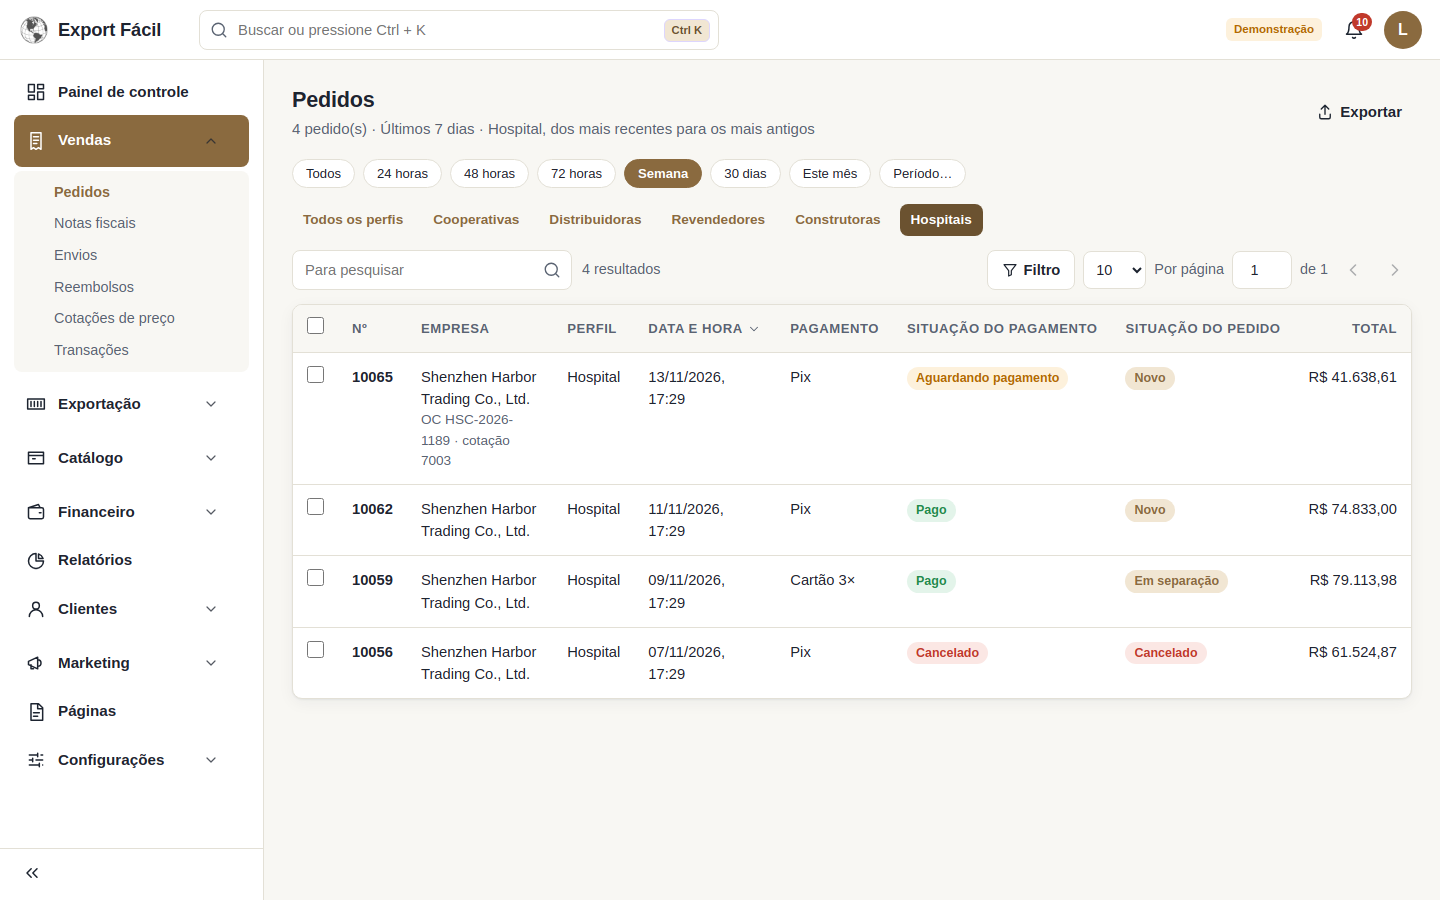 Export Fácil
Buscar ou pressione Ctrl + K
Ctrl K
Demonstração
10
L
Painel de controle
Vendas
Pedidos
Notas fiscais
Envios
Reembolsos
Cotações de preço
Transações
Exportação
Catálogo
Financeiro
Relatórios
Clientes
Marketing
Páginas
Configurações
Pedidos
4 pedido(s) · Últimos 7 dias · Hospital, dos mais recentes para os mais antigos
Exportar
Todos
24 horas
48 horas
72 horas
Semana
30 dias
Este mês
Período…
Todos os perfis
Cooperativas
Distribuidoras
Revendedores
Construtoras
Hospitais
Para pesquisar
4 resultados
Filtro
10
Por página
1
de 1
Nº EMPRESA PERFIL DATA E HORA PAGAMENTO SITUAÇÃO DO PAGAMENTO SITUAÇÃO DO PEDIDO TOTAL
10065 Shenzhen Harbor Hospital 13/11/2026, Pix Aguardando pagamento Novo R$ 41.638,61
Trading Co., Ltd. 17:29
OC HSC-2026-
1189 · cotação
7003
10062 Shenzhen Harbor Hospital 11/11/2026, Pix Pago Novo R$ 74.833,00
Trading Co., Ltd. 17:29
10059 Shenzhen Harbor Hospital 09/11/2026, Cartão 3× Pago Em separação R$ 79.113,98
Trading Co., Ltd. 17:29
10056 Shenzhen Harbor Hospital 07/11/2026, Pix Cancelado Cancelado R$ 61.524,87
Trading Co., Ltd. 17:29